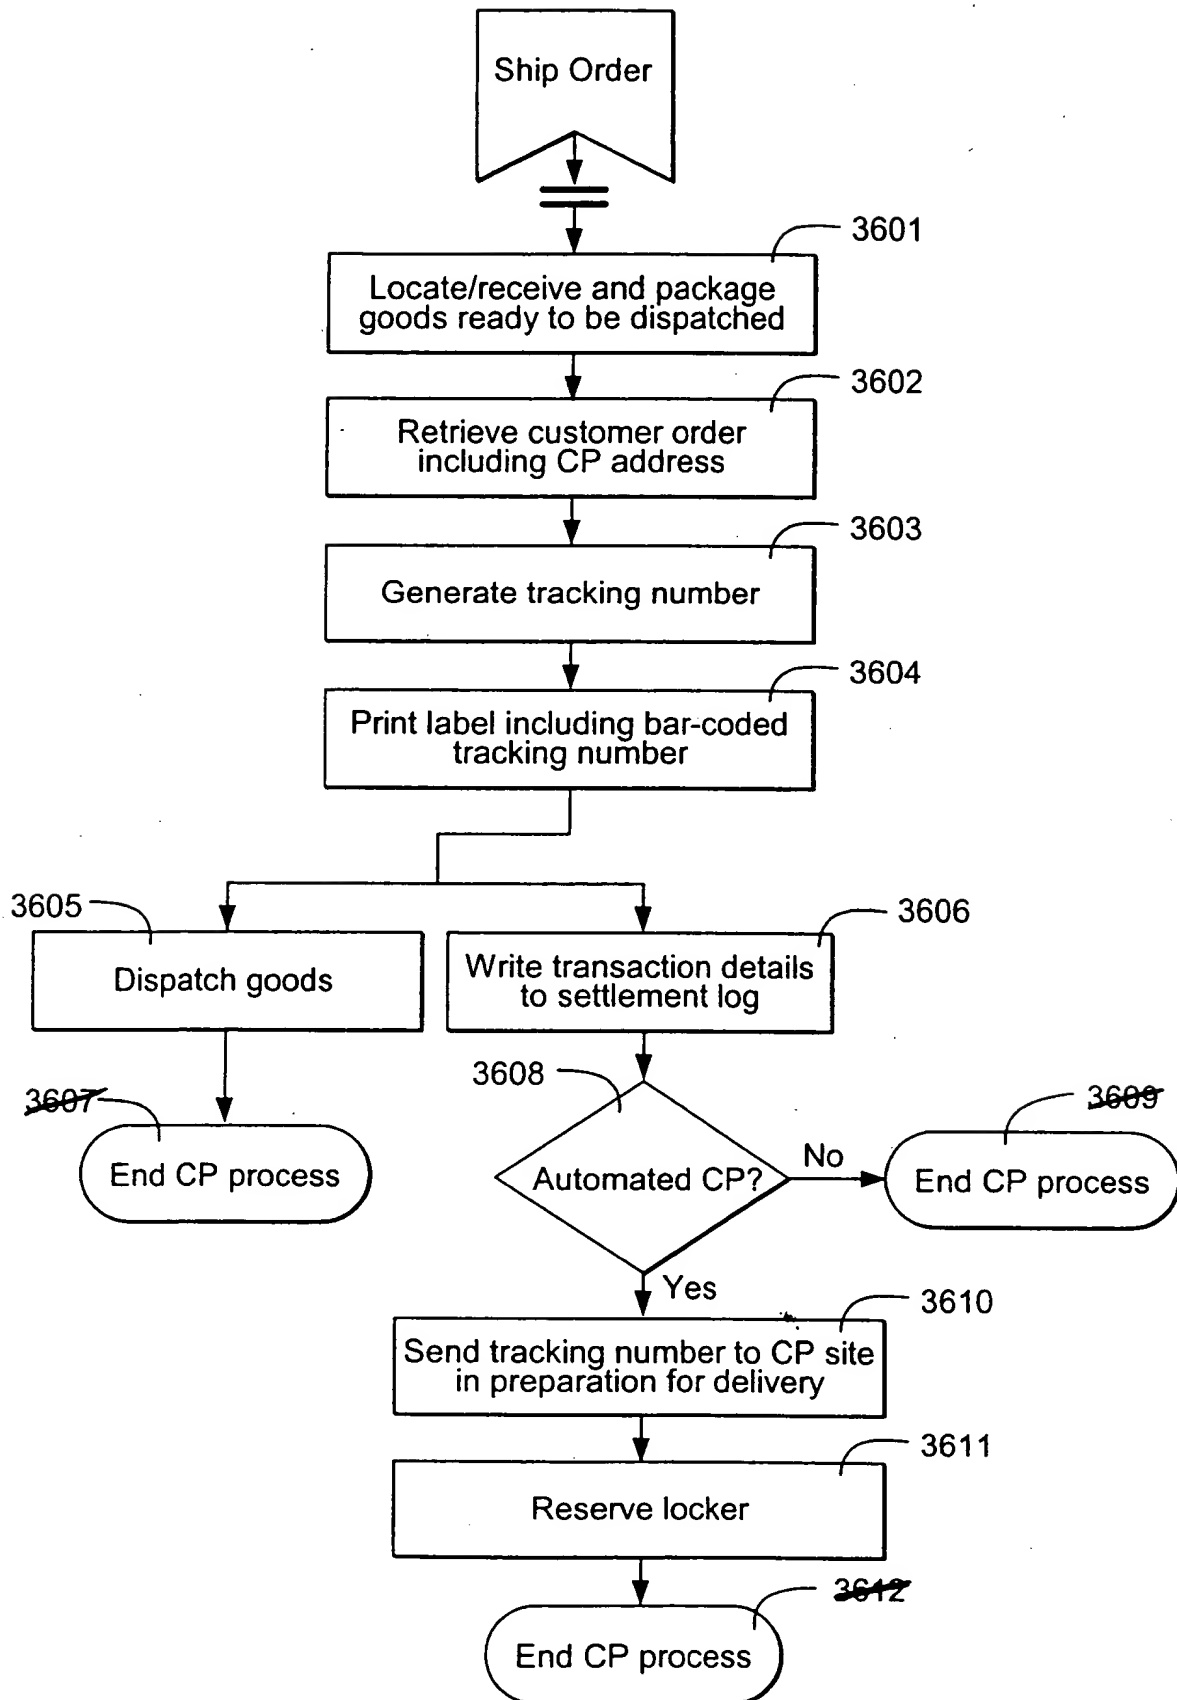 Ship Order
3601
Locate/receive and package
goods ready to be dispatched
3602
Retrieve customer order
including CP address
3603
Generate tracking number
3604
Print label including bar-coded
tracking number
3605
Dispatch goods
3606
Write transaction details
to settlement log
3607
End CP process
3608
Automated CP?
No
3609
End CP process
Yes
3610
Send tracking number to CP site
in preparation for delivery
3611
Reserve locker
3612
End CP process